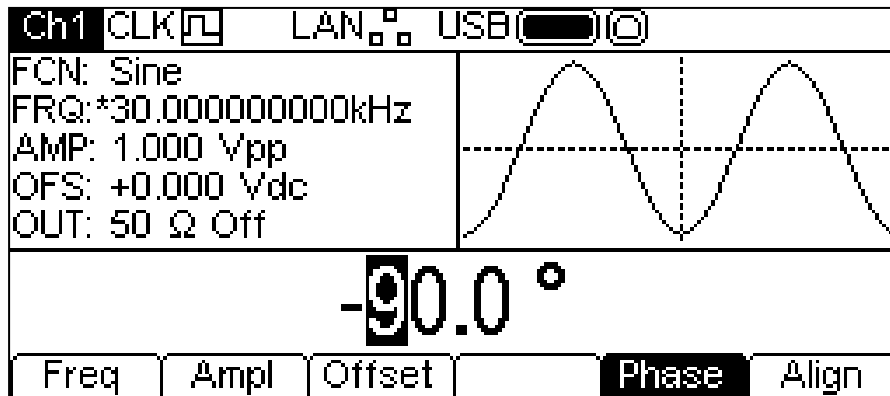 Ch1 CLK LAN USB
FCN: Sine
FRQ:*30.000000000kHz
AMP: 1.000 Vpp
OFS: +0.000 Vdc
OUT: 50 Ω Off
-90.0 °
Freq Ampl Offset Phase Align